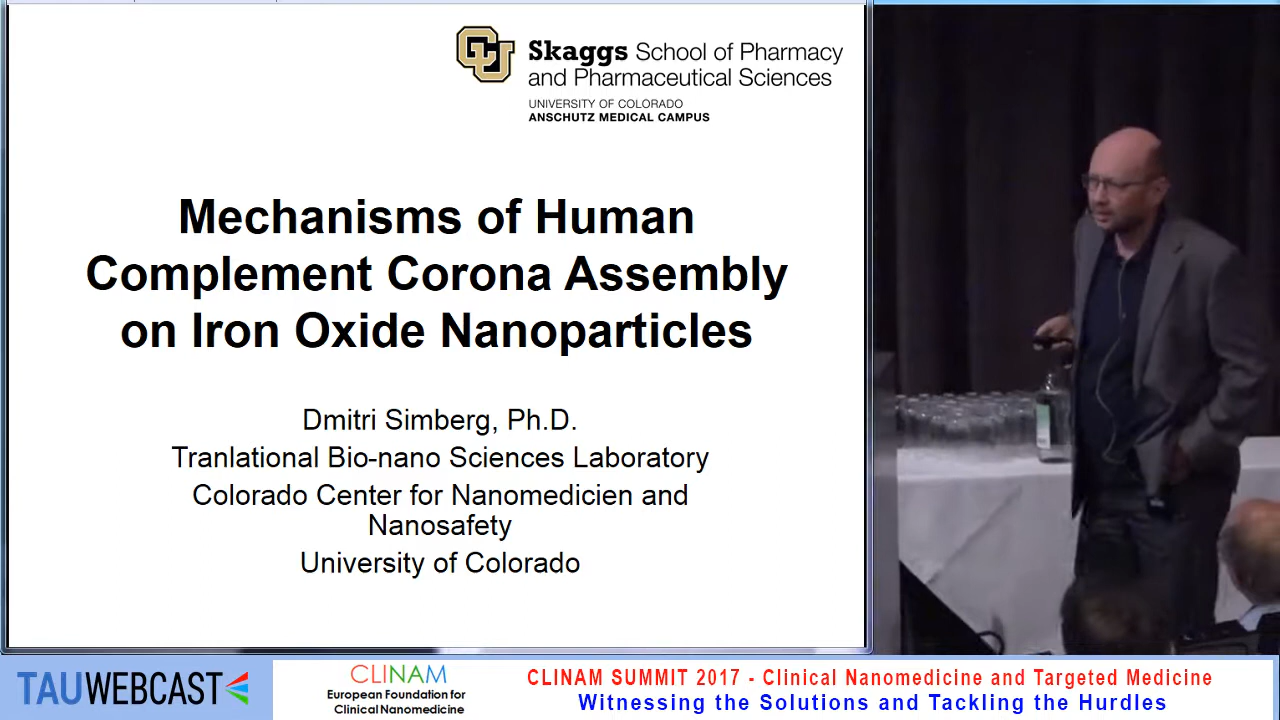 Skaggs School of Pharmacy
and Pharmaceutical Sciences
UNIVERSITY OF COLORADO
ANSCHUTZ MEDICAL CAMPUS
Mechanisms of Human
Complement Corona Assembly
on Iron Oxide Nanoparticles
Dmitri Simberg, Ph.D.
Tranlational Bio-nano Sciences Laboratory
Colorado Center for Nanomedicien and
Nanosafety
University of Colorado
TAUWEBCAST
CLINAM
European Foundation for
Clinical Nanomedicine
CLINAM SUMMIT 2017 - Clinical Nanomedicine and Targeted Medicine
Witnessing the Solutions and Tackling the Hurdles